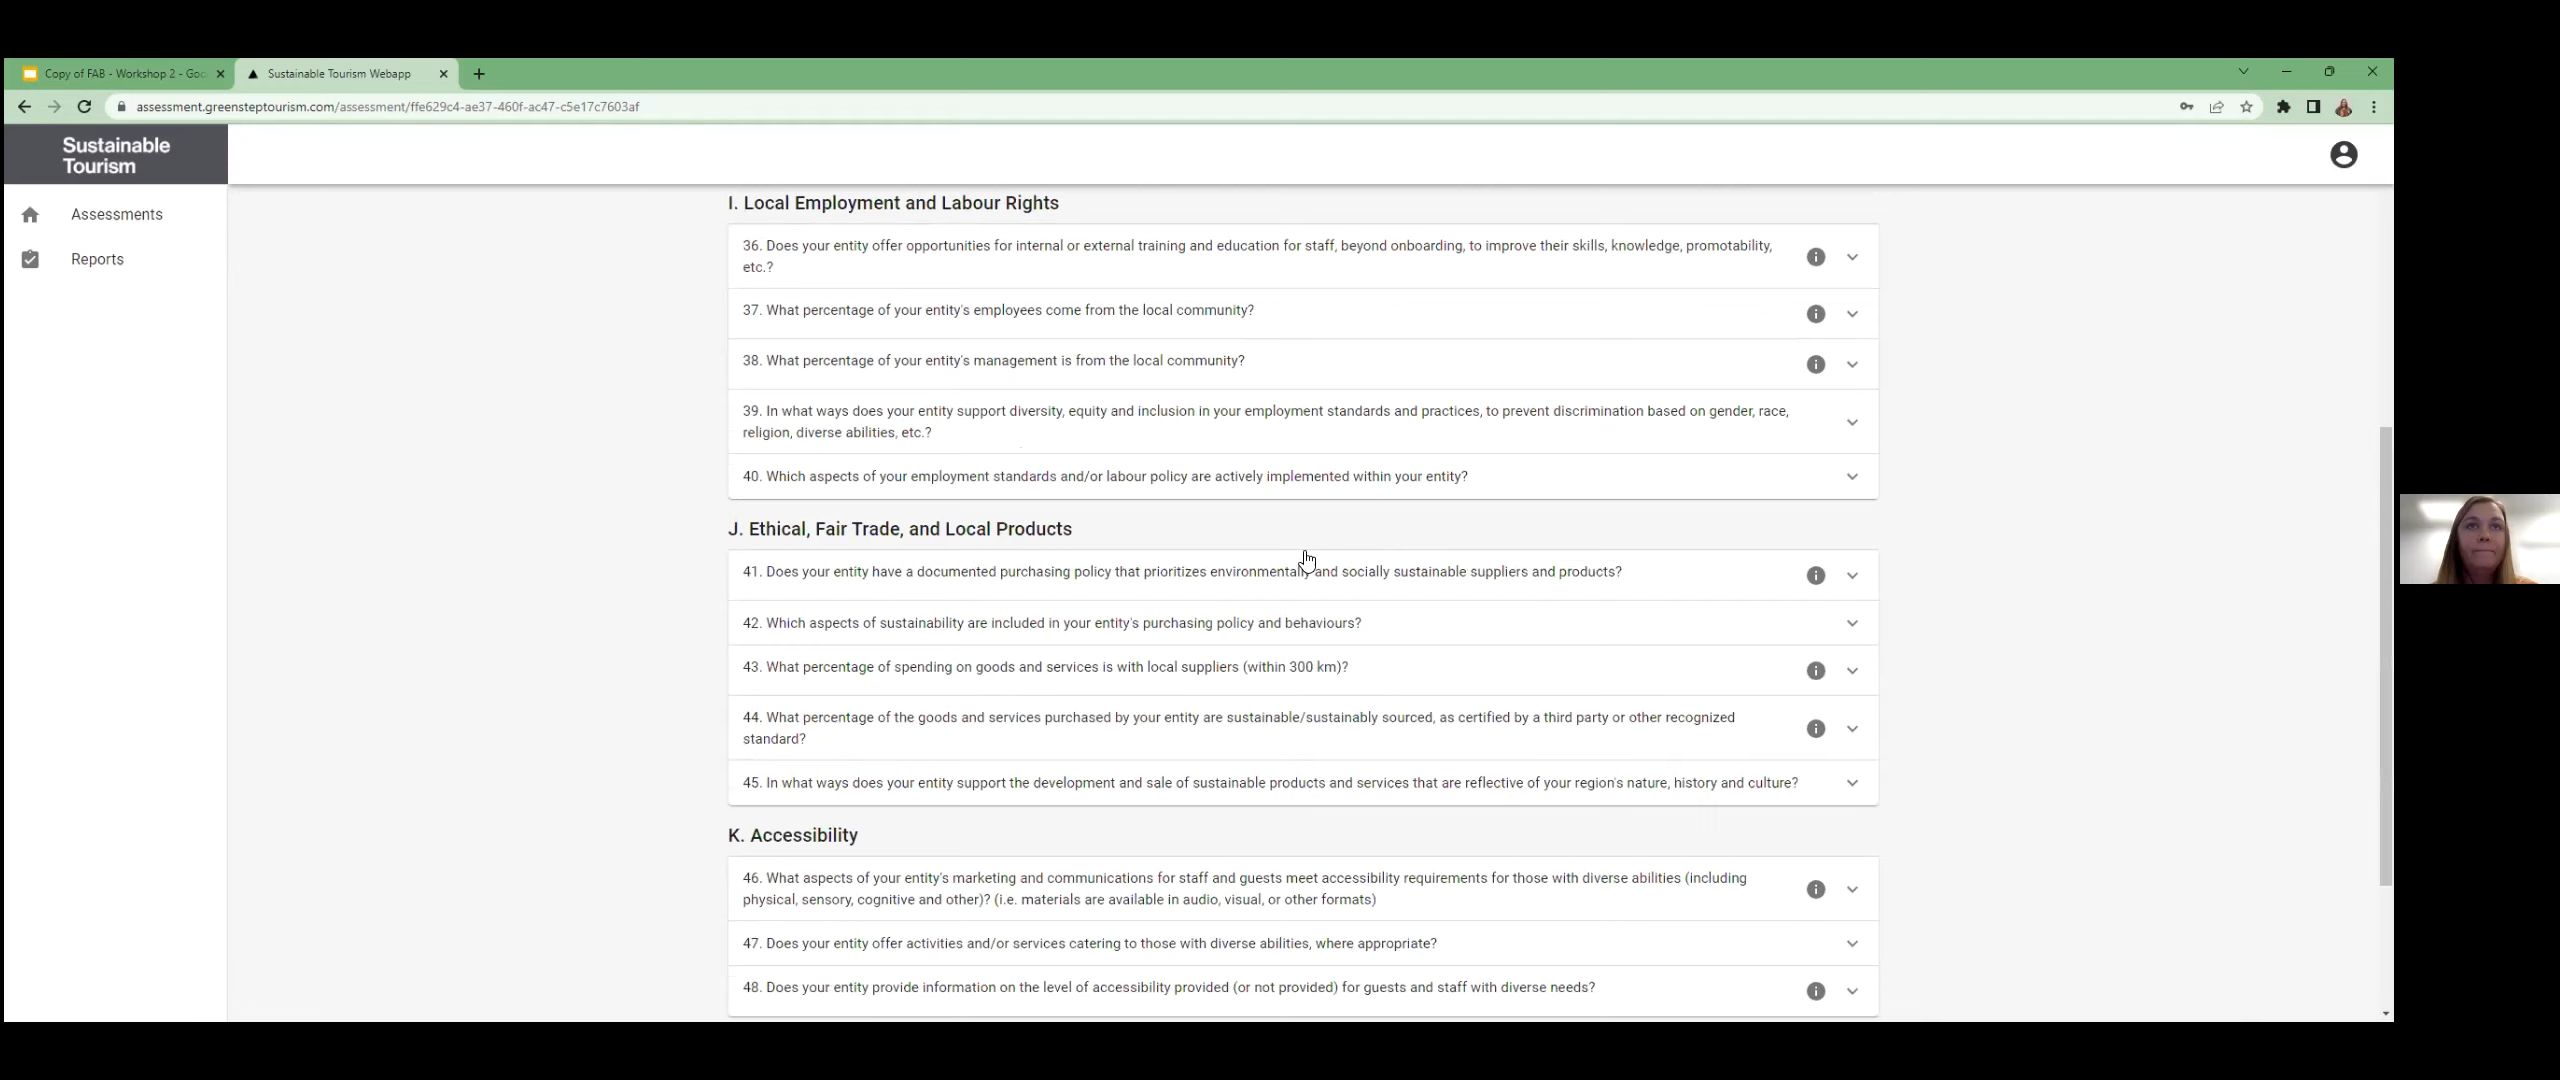 Copy of FAB - Workshop 2 - Goo
Sustainable Tourism Webapp
assessment.greensteptourism.com/assessment/ffe629c4-ae37-460f-ac47-c5e17c7603af
Sustainable
Tourism
Assessments
Reports
I. Local Employment and Labour Rights
36. Does your entity offer opportunities for internal or external training and education for staff, beyond onboarding, to improve their skills, knowledge, promotability,
etc.?
37. What percentage of your entity's employees come from the local community?
38. What percentage of your entity's management is from the local community?
39. In what ways does your entity support diversity, equity and inclusion in your employment standards and practices, to prevent discrimination based on gender, race,
religion, diverse abilities, etc.?
40. Which aspects of your employment standards and/or labour policy are actively implemented within your entity?
J. Ethical, Fair Trade, and Local Products
41. Does your entity have a documented purchasing policy that prioritizes environmentally and socially sustainable suppliers and products?
42. Which aspects of sustainability are included in your entity's purchasing policy and behaviours?
43. What percentage of spending on goods and services is with local suppliers (within 300 km)?
44. What percentage of the goods and services purchased by your entity are sustainable/sustainably sourced, as certified by a third party or other recognized
standard?
45. In what ways does your entity support the development and sale of sustainable products and services that are reflective of your region's nature, history and culture?
K. Accessibility
46. What aspects of your entity's marketing and communications for staff and guests meet accessibility requirements for those with diverse abilities (including
physical, sensory, cognitive and other)? (i.e. materials are available in audio, visual, or other formats)
47. Does your entity offer activities and/or services catering to those with diverse abilities, where appropriate?
48. Does your entity provide information on the level of accessibility provided (or not provided) for guests and staff with diverse needs?